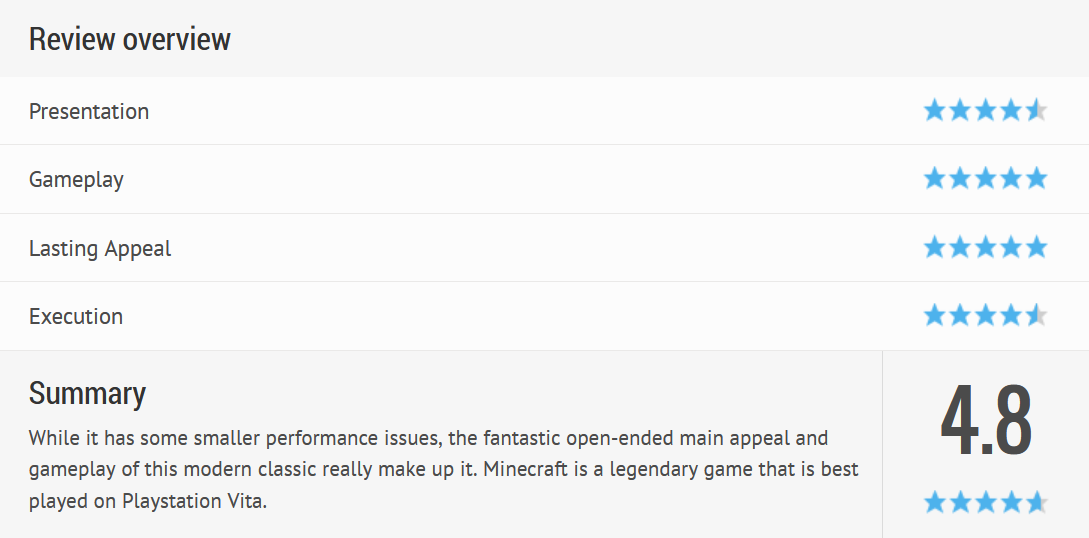 Review overview
Presentation
Gameplay
Lasting Appeal
Execution
Summary
While it has some smaller performance issues, the fantastic open-ended main appeal and
gameplay of this modern classic really make up it. Minecraft is a legendary game that is best
played on Playstation Vita.
4.8